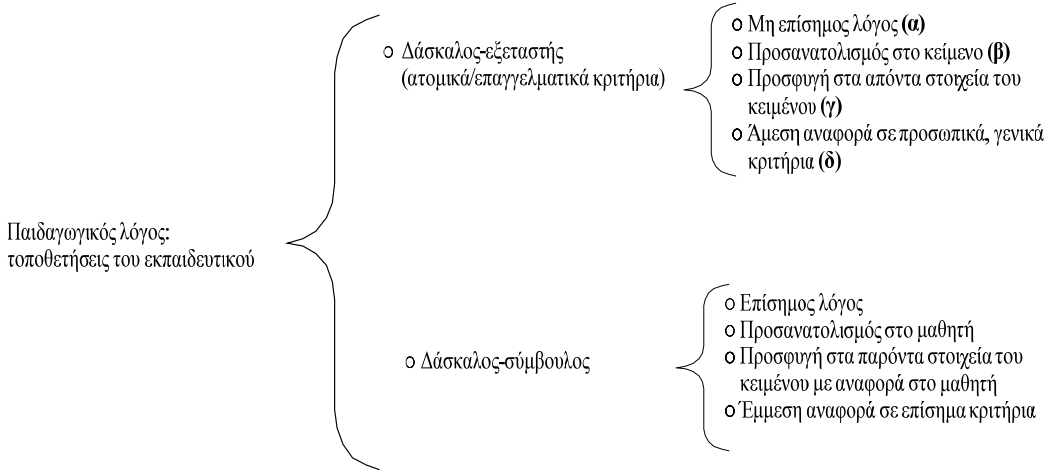 Παιδαγωγικός λόγος:
τοποθετήσεις του εκπαιδευτικού
ο Δάσκαλος-εξεταστής
(ατομικά/επαγγελματικά κριτήρια)
ο Μη επίσημος λόγος (α)
ο Προσανατολισμός στο κείμενο (β)
ο Προσφυγή στα απόντα στοιχεία του
κειμένου (γ)
ο Άμεση αναφορά σε προσωπικά, γενικά
κριτήρια (δ)
ο Δάσκαλος-σύμβουλος
ο Επίσημος λόγος
ο Προσανατολισμός στο μαθητή
ο Προσφυγή στα παρόντα στοιχεία του
κειμένου με αναφορά στο μαθητή
ο Έμμεση αναφορά σε επίσημα κριτήρια